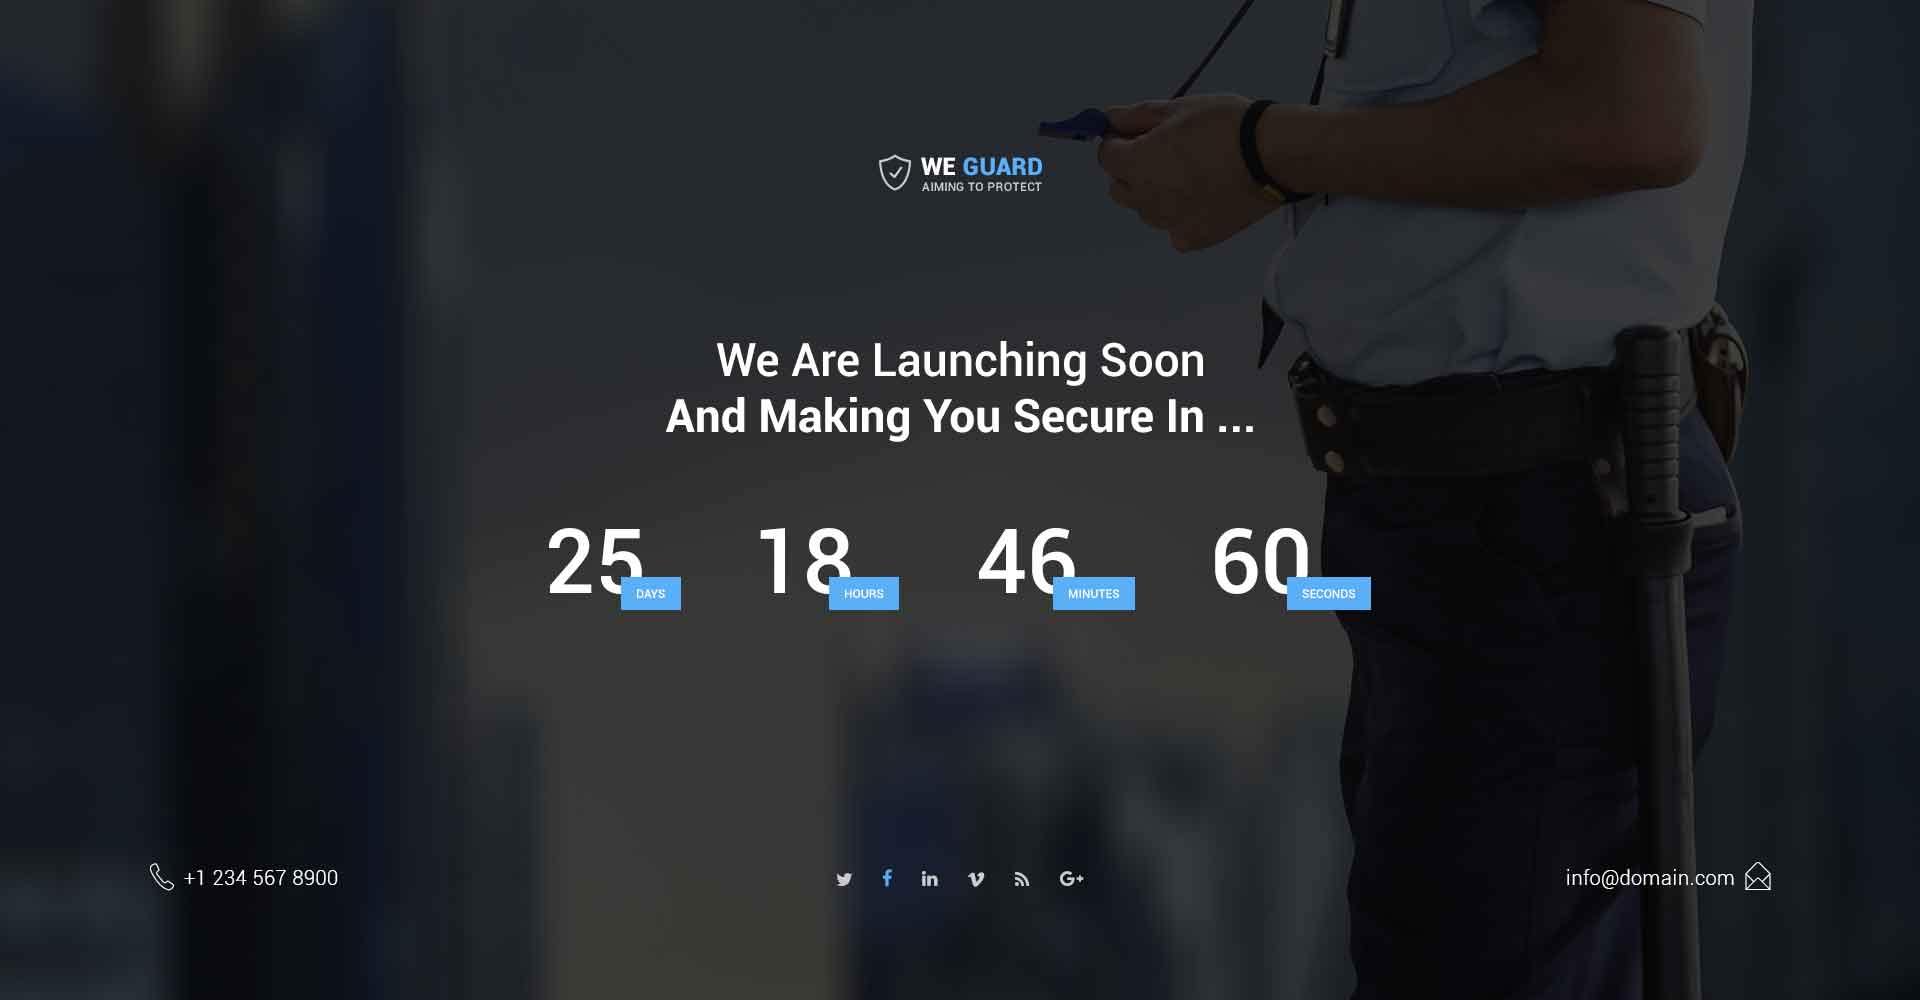 WE GUARD
AIMING TO PROTECT
We Are Launching Soon
And Making You Secure In ...
25 DAYS
18 HOURS
46 MINUTES
60 SECONDS
+1 234 567 8900
info@domain.com